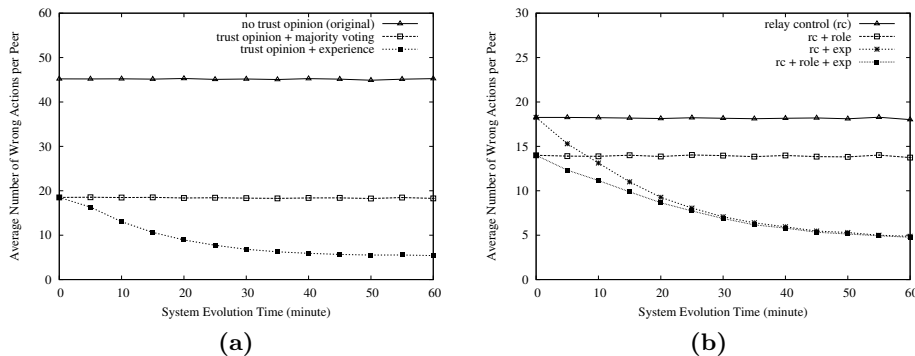 Average Number of Wrong Actions per Peer
60
50
40
30
20
10
0
no trust opinion (original)
trust opinion + majority voting
trust opinion + experience
0 10 20 30 40 50 60
System Evolution Time (minute)
(a)
Average Number of Wrong Actions per Peer
30
25
20
15
10
5
0
relay control (rc)
rc + role
rc + exp
rc + role + exp
0 10 20 30 40 50 60
System Evolution Time (minute)
(b)